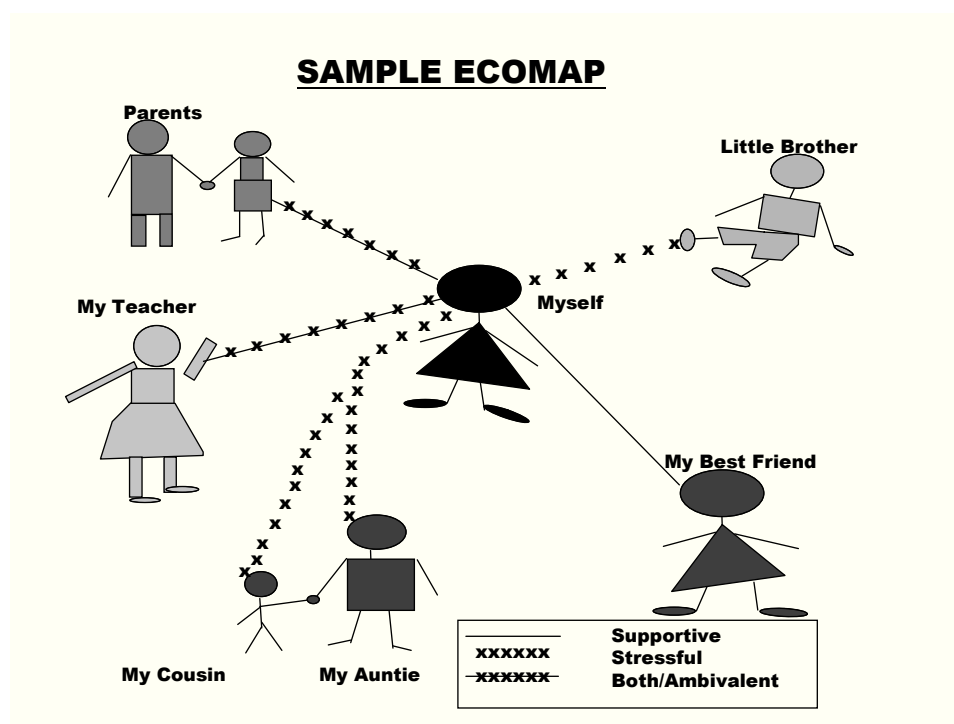 SAMPLE ECOMAP
Parents
Little Brother
Myself
My Teacher
My Best Friend
My Cousin
My Auntie
Supportive
xxxxxx Stressful
xxxxxx Both/Ambivalent